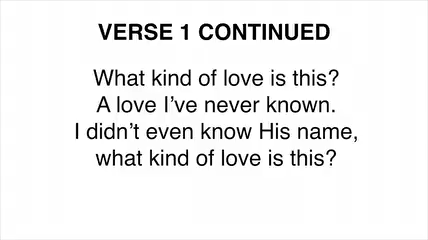 VERSE 1 CONTINUED
What kind of love is this?
A love I’ve never known.
I didn’t even know His name,
what kind of love is this?